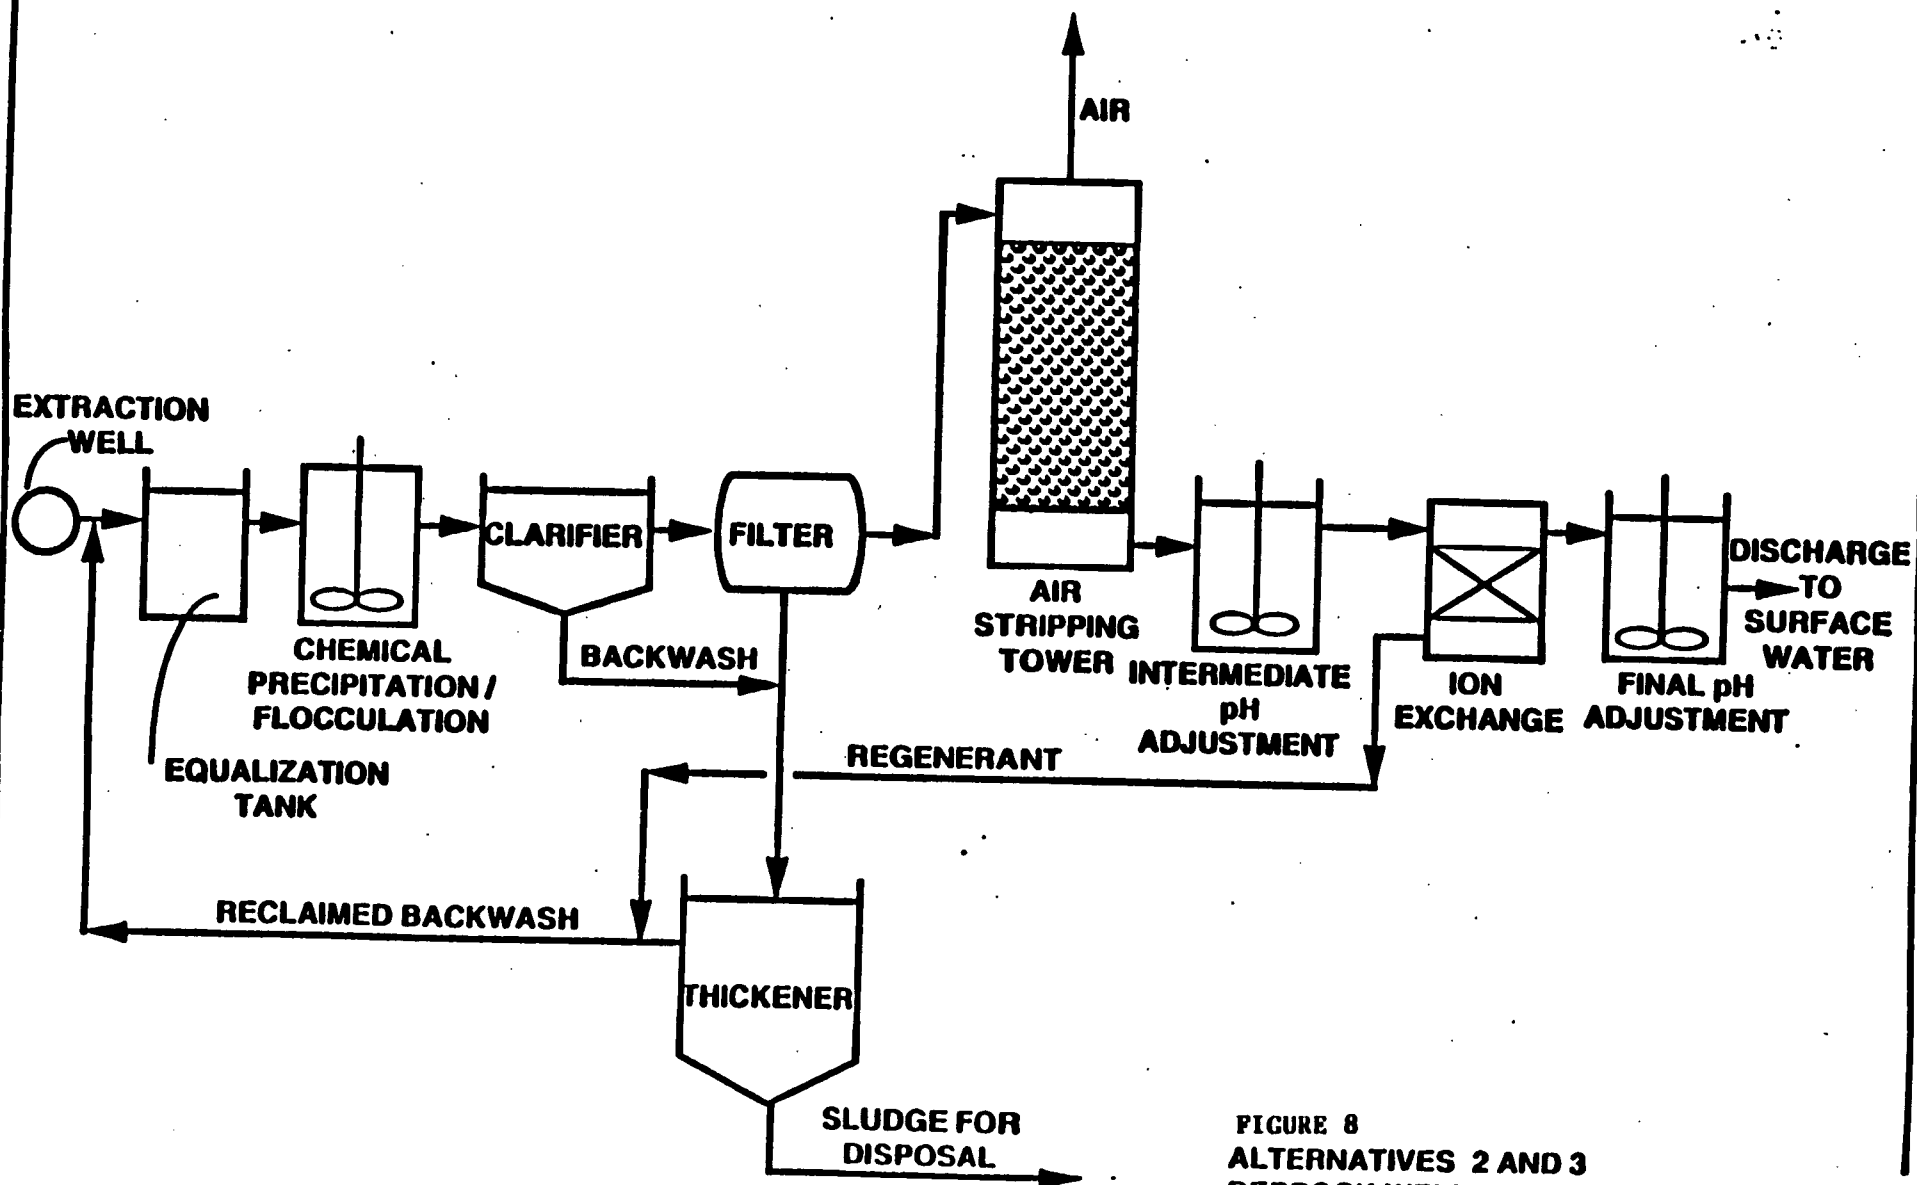 AIR
EXTRACTION
WELL
CLARIFIER
FILTER
DISCHARGE
TO
SURFACE
WATER
AIR
STRIPPING
TOWER
CHEMICAL
PRECIPITATION/
FLOCCULATION
BACKWASH
INTERMEDIATE
pH
ADJUSTMENT
ION
EXCHANGE
FINAL pH
ADJUSTMENT
EQUALIZATION
TANK
REGENERANT
RECLAIMED BACKWASH
THICKENER
SLUDGE FOR
DISPOSAL
FIGURE 8
ALTERNATIVES 2 AND 3